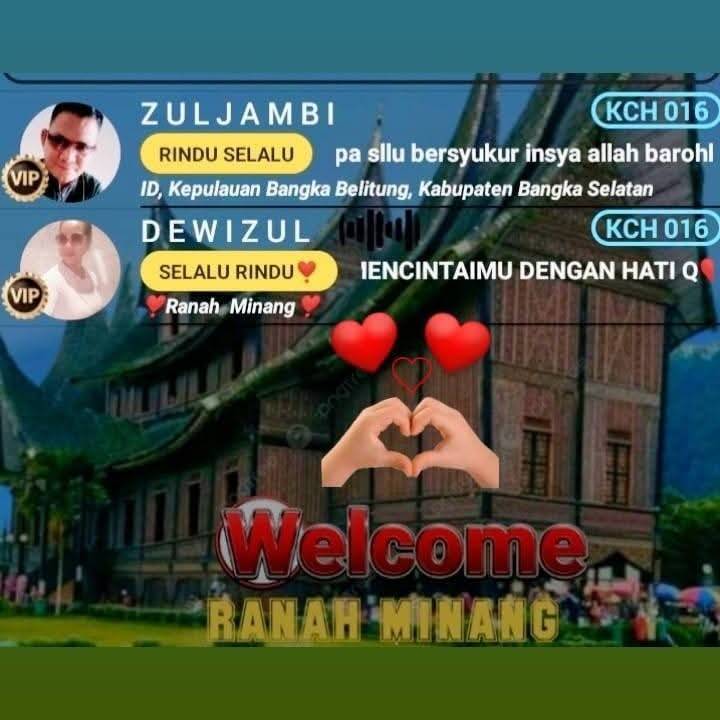 ZULJAMBI KCH 016
VIP RINDU SELALU pa sllu bersyukur insya allah barohl
ID, Kepulauan Bangka Belitung, Kabupaten Bangka Selatan
DEWIZUL KCH 016
VIP SELALU RINDU❤️ IENCINTAIMU DENGAN HATI Q
❤️Ranah Minang❤️
Welcome
RANAH MINANG